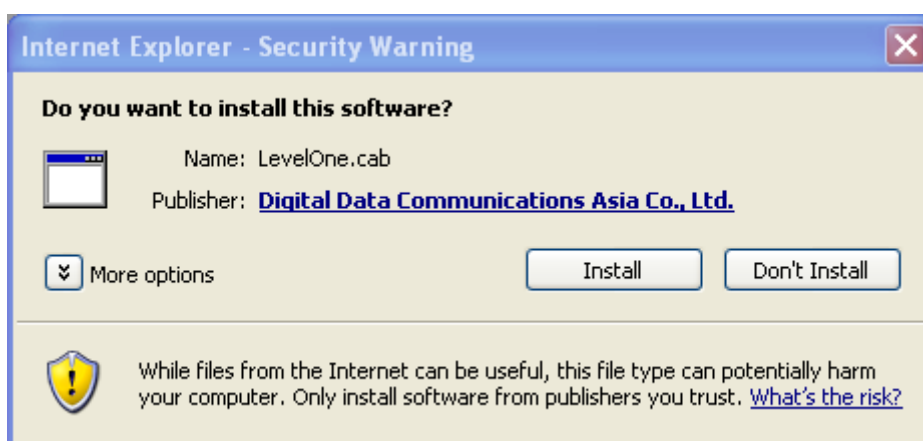 Internet Explorer - Security Warning
Do you want to install this software?
Name: LevelOne.cab
Publisher: Digital Data Communications Asia Co., Ltd.
More options
Install
Don't Install
While files from the Internet can be useful, this file type can potentially harm
your computer. Only install software from publishers you trust. What's the risk?